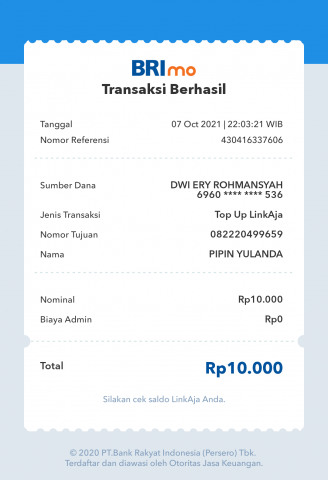 BRImo
Transaksi Berhasil
Tanggal 07 Oct 2021 | 22:03:21 WIB
Nomor Referensi 430416337606
Sumber Dana DWI ERY ROHMANSYAH
6960 **** **** 536
Jenis Transaksi Top Up LinkAja
Nomor Tujuan 082220499659
Nama PIPIN YULANDA
Nominal Rp10.000
Biaya Admin Rp0
Total Rp10.000
Silakan cek saldo LinkAja Anda.
© 2020 PT.Bank Rakyat Indonesia (Persero) Tbk.
Terdaftar dan diawasi oleh Otoritas Jasa Keuangan.